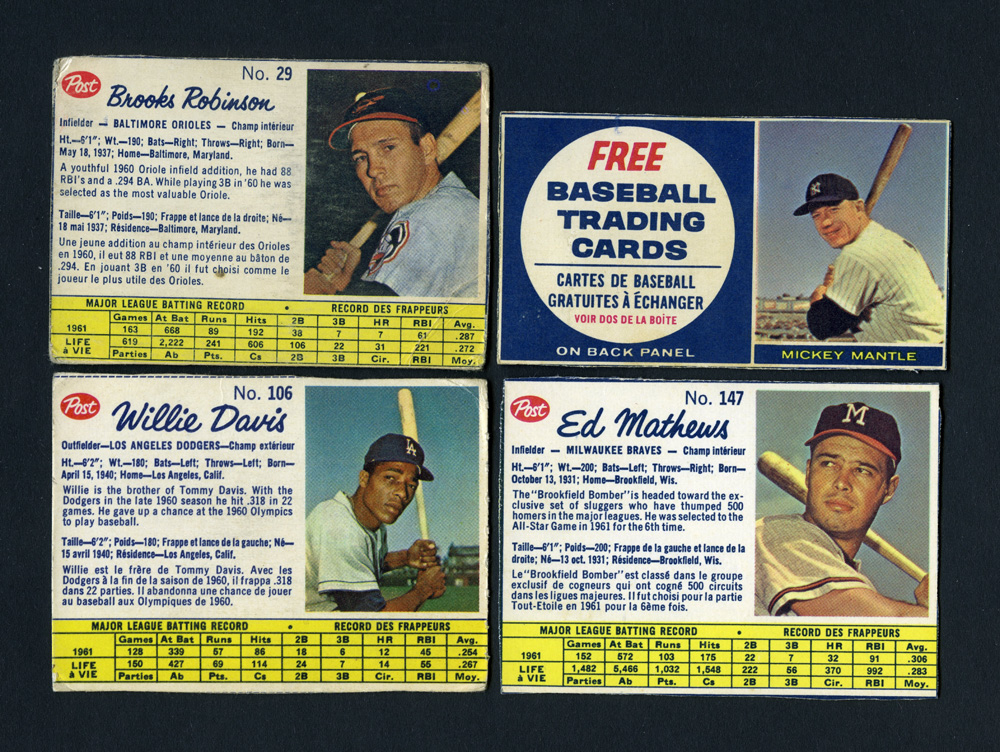 No. 29
Post
Brooks Robinson
Infielder — BALTIMORE ORIOLES — Champ intérieur
Ht.—6'1"; Wt.—190; Bats—Right; Throws—Right; Born—
May 18, 1937; Home—Baltimore, Maryland.
A youthful 1960 Oriole infield addition, he had 88
RBI's and a .294 BA. While playing 3B in '60 he was
selected as the most valuable Oriole.
Taille—6'1"; Poids—190; Frappe et lance de la droite; Né—
18 mai 1937; Résidence—Baltimore, Maryland.
Une jeune addition au champ intérieur des Orioles
en 1960, il eut 88 RBI et une moyenne au bâton de
.294. En jouant 3B en '60 il fut choisi comme le
joueur le plus utile des Orioles.
MAJOR LEAGUE BATTING RECORD • RECORD DES FRAPPEURS
Games At Bat Runs Hits 2B 3B HR RBI Avg.
1961 163 668 89 192 38 7 7 61 .287
LIFE à VIE 619 2,222 241 606 106 22 31 221 .272
Parties Ab Pts. Cs 2B 3B Cir. RBI Moy.
FREE
BASEBALL
TRADING
CARDS
CARTES DE BASEBALL
GRATUITES À ÉCHANGER
VOIR DOS DE LA BOÎTE
ON BACK PANEL
MICKEY MANTLE
No. 106
Post
Willie Davis
Outfielder—LOS ANGELES DODGERS—Champ extérieur
Ht.—6'2"; Wt.—180; Bats—Left; Throws—Left; Born—
April 15, 1940; Home—Los Angeles, Calif.
Willie is the brother of Tommy Davis. With the
Dodgers in the late 1960 season he hit .318 in 22
games. He gave up a chance at the 1960 Olympics
to play baseball.
Taille—6'2"; Poids—180; Frappe et lance de la gauche; Né—
15 avril 1940; Résidence—Los Angeles, Calif.
Willie est le frère de Tommy Davis. Avec les
Dodgers à la fin de la saison de 1960, il frappa .318
dans 22 parties. Il abandonna une chance de jouer
au baseball aux Olympiques de 1960.
MAJOR LEAGUE BATTING RECORD • RECORD DES FRAPPEURS
Games At Bat Runs Hits 2B 3B HR RBI Avg.
1961 128 339 57 86 18 6 12 45 .254
LIFE à VIE 150 427 69 114 24 7 14 55 .267
Parties Ab Pts. Cs 2B 3B Cir. RBI Moy.
LA
No. 147
Post
Ed Mathews
Infielder — MILWAUKEE BRAVES — Champ intérieur
Ht.—6'1"; Wt.—200; Bats—Left; Throws—Right; Born—
October 13, 1931; Home—Brookfield, Wis.
The "Brookfield Bomber" is headed toward the ex-
clusive set of sluggers who have thumped 500
homers in the major leagues. He was selected to the
All-Star Game in 1961 for the 6th time.
Taille—6'1"; Poids—200; Frappe de la gauche et lance de la
droite; Né—13 oct. 1931; Résidence—Brookfield, Wis.
Le "Brookfield Bomber" est classé dans le groupe
exclusif de cogneurs qui ont cogné 500 circuits
dans les ligues majeures. Il fut choisi pour la partie
Tout-Etoile en 1961 pour la 6ème fois.
MAJOR LEAGUE BATTING RECORD • RECORD DES FRAPPEURS
Games At Bat Runs Hits 2B 3B HR RBI Avg.
1961 152 572 103 175 22 7 32 91 .306
LIFE à VIE 1,482 5,466 1,032 1,548 222 56 370 992 .283
Parties Ab Pts. Cs 2B 3B Cir. RBI Moy.
M